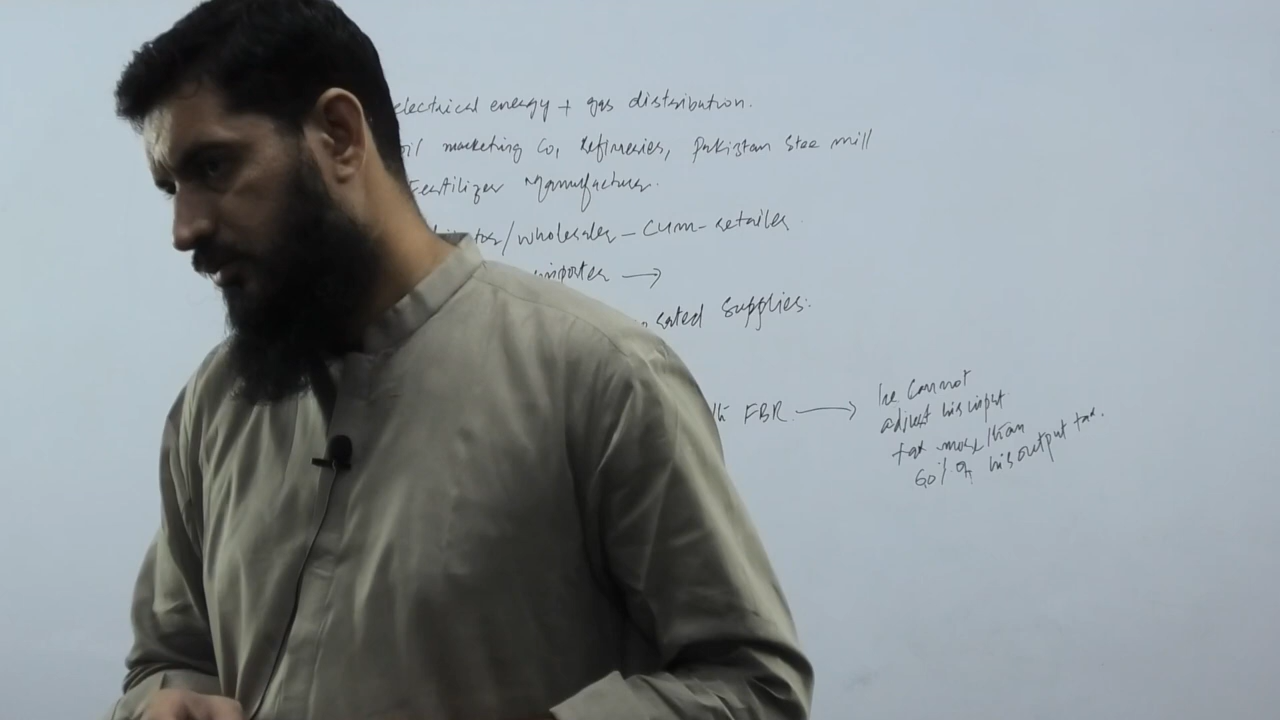 electrical energy + gas distribution.
oil marketing Co, Refineries, Pakistan Stee mill
Fertilizer Manufacturer.
/wholesaler - Cum - retailer
importer →
rated Supplies.
FBR → he cannot
adjust his input
tax more than
60% of his output tax.